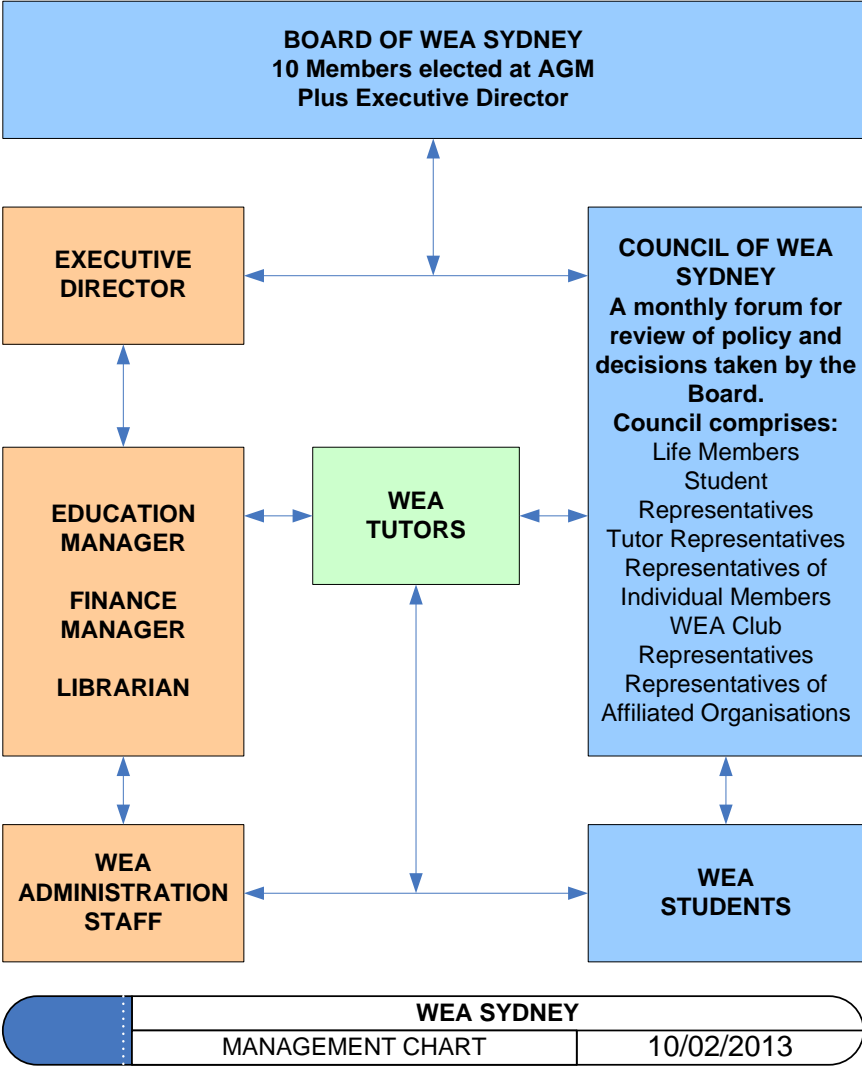 BOARD OF WEA SYDNEY
10 Members elected at AGM
Plus Executive Director
EXECUTIVE
DIRECTOR
COUNCIL OF WEA
SYDNEY
A monthly forum for
review of policy and
decisions taken by the
Board.
Council comprises:
Life Members
Student
Representatives
Tutor Representatives
Representatives of
Individual Members
WEA Club
Representatives
Representatives of
Affiliated Organisations
EDUCATION
MANAGER
FINANCE
MANAGER
LIBRARIAN
WEA
TUTORS
WEA
ADMINISTRATION
STAFF
WEA
STUDENTS
WEA SYDNEY
MANAGEMENT CHART
10/02/2013